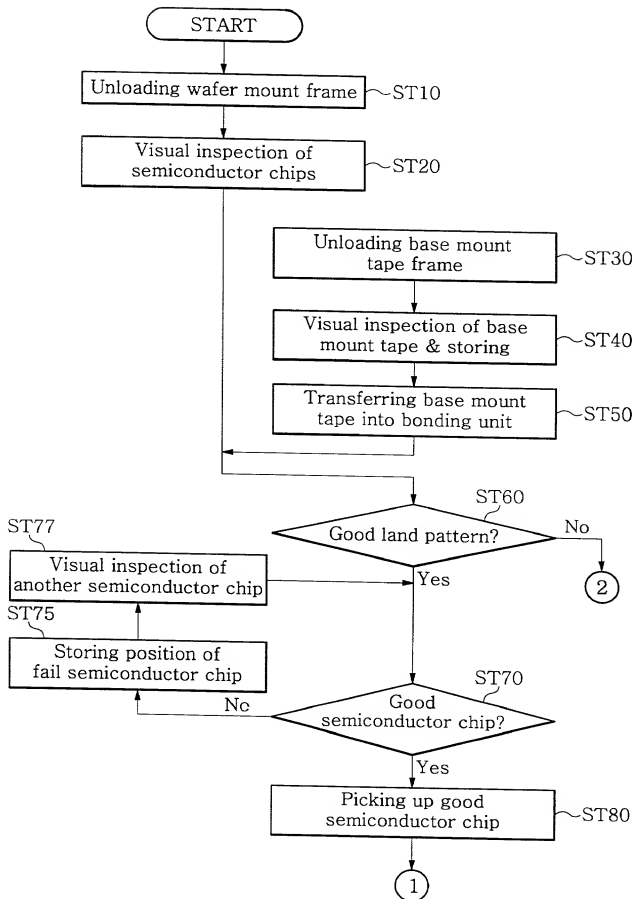 START
Unloading wafer mount frame
ST10
Visual inspection of
semiconductor chips
ST20
Unloading base mount
tape frame
ST30
Visual inspection of base
mount tape & storing
ST40
Transferring base mount
tape into bonding unit
ST50
ST60
Good land pattern?
No
2
Yes
ST77
Visual inspection of
another semiconductor chip
ST75
Storing position of
fail semiconductor chip
No
ST70
Good
semiconductor chip?
Yes
Picking up good
semiconductor chip
ST80
1